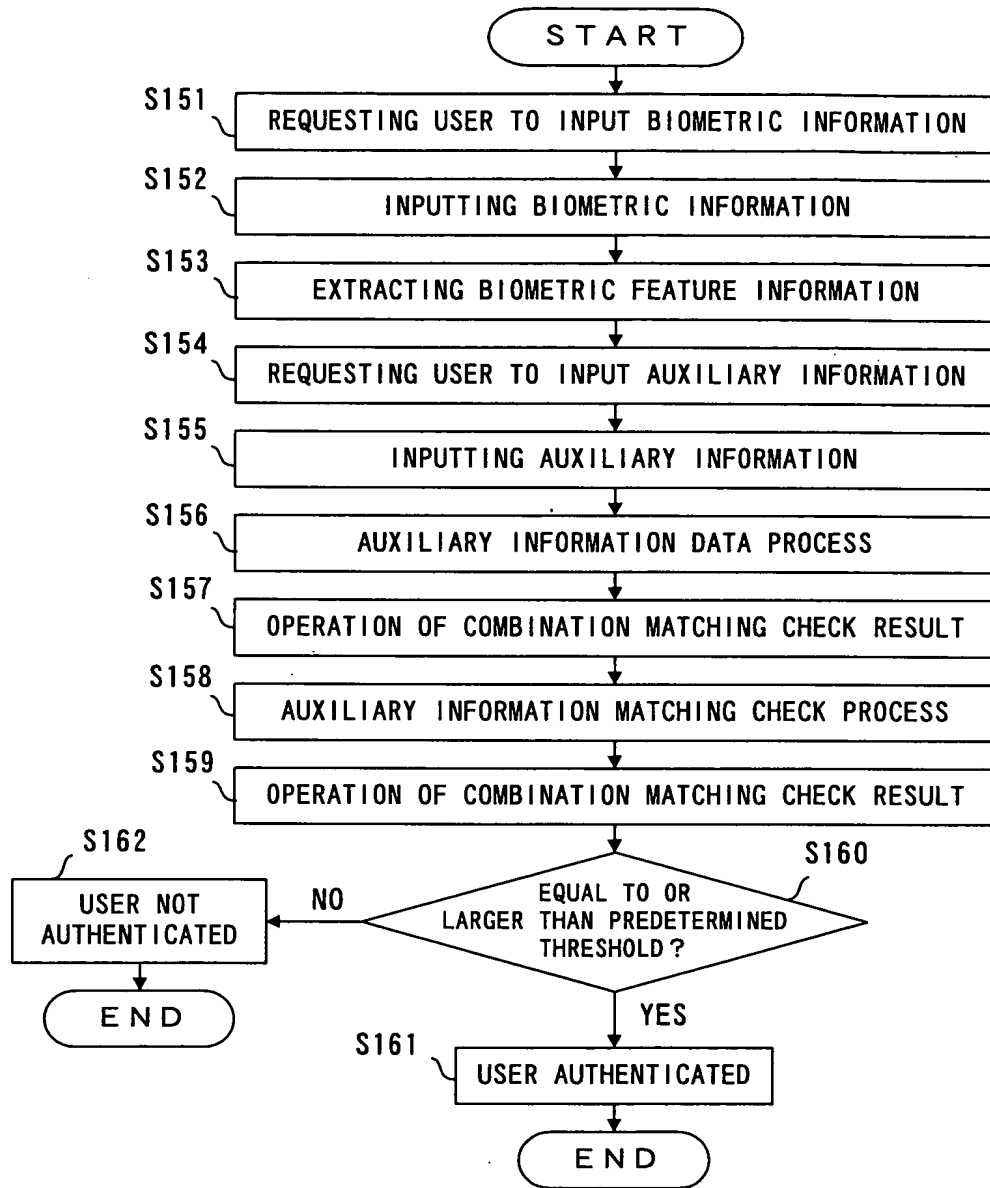 START
S151
REQUESTING USER TO INPUT BIOMETRIC INFORMATION
S152
INPUTTING BIOMETRIC INFORMATION
S153
EXTRACTING BIOMETRIC FEATURE INFORMATION
S154
REQUESTING USER TO INPUT AUXILIARY INFORMATION
S155
INPUTTING AUXILIARY INFORMATION
S156
AUXILIARY INFORMATION DATA PROCESS
S157
OPERATION OF COMBINATION MATCHING CHECK RESULT
S158
AUXILIARY INFORMATION MATCHING CHECK PROCESS
S159
OPERATION OF COMBINATION MATCHING CHECK RESULT
S160
EQUAL TO OR
LARGER THAN PREDETERMINED
THRESHOLD?
NO
S162
USER NOT
AUTHENTICATED
END
YES
S161
USER AUTHENTICATED
END